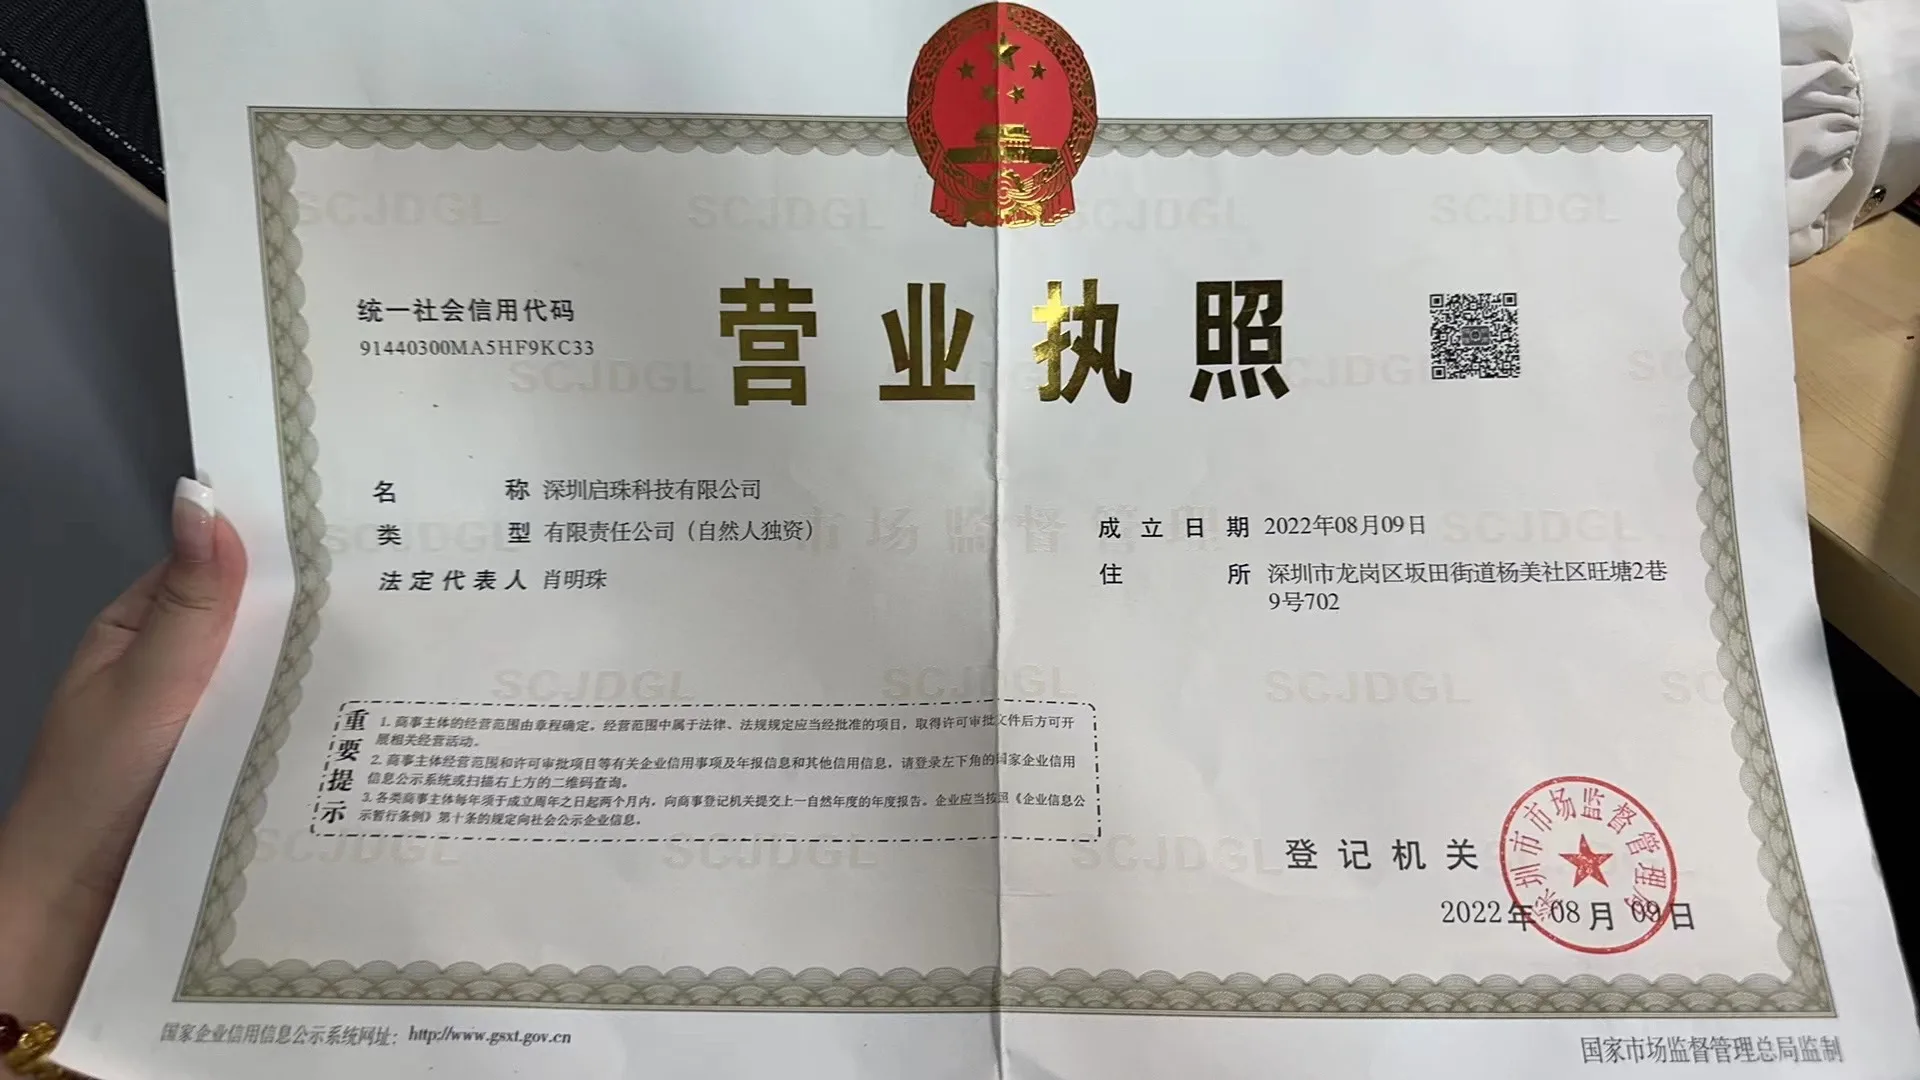 统一社会信用代码
91440300MA5HF9KC33
营业执照
名称 深圳启珠科技有限公司
类型 有限责任公司（自然人独资）
法定代表人 肖明珠
成立日期 2022年08月09日
住所 深圳市龙岗区坂田街道杨美社区旺塘2巷
9号702
重要提示
1. 商事主体的经营范围由章程确定。经营范围中属于法律、法规规定应当经批准的项目，取得许可审批文件后方可开
展相关经营活动。
2. 商事主体经营范围和许可审批项目等有关企业信用事项及年报信息和其他信用信息，请登录左下角的国家企业信用
信息公示系统或扫描右上方的二维码查询。
3. 各类商事主体每年须于成立周年之日起两个月内，向商事登记机关提交上一自然年度的年度报告。企业应当按照《企业信息公
示暂行条例》第十条的规定向社会公示企业信息。
登记机关
深圳市市场监督管理局
2022年08月09日
国家企业信用信息公示系统网址：http://www.gsxt.gov.cn
国家市场监督管理总局监制
SCJDGL
市场监督管理